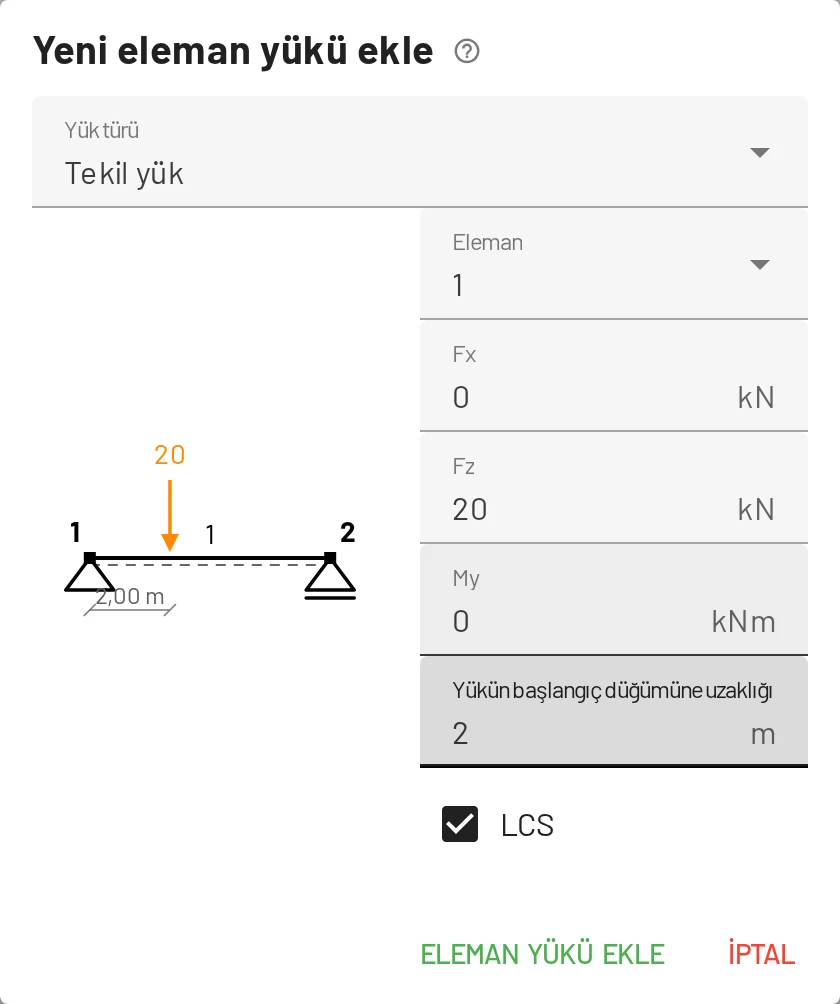 Yeni eleman yükü ekle ?
Yük türü
Tekil yük
Eleman
1
Fx
0 kN
Fz
20 kN
My
0 kNm
Yükün başlangıç düğümüne uzaklığı
2 m
20
1 1 2
2,00 m
LCS
ELEMAN YÜKÜ EKLE İPTAL